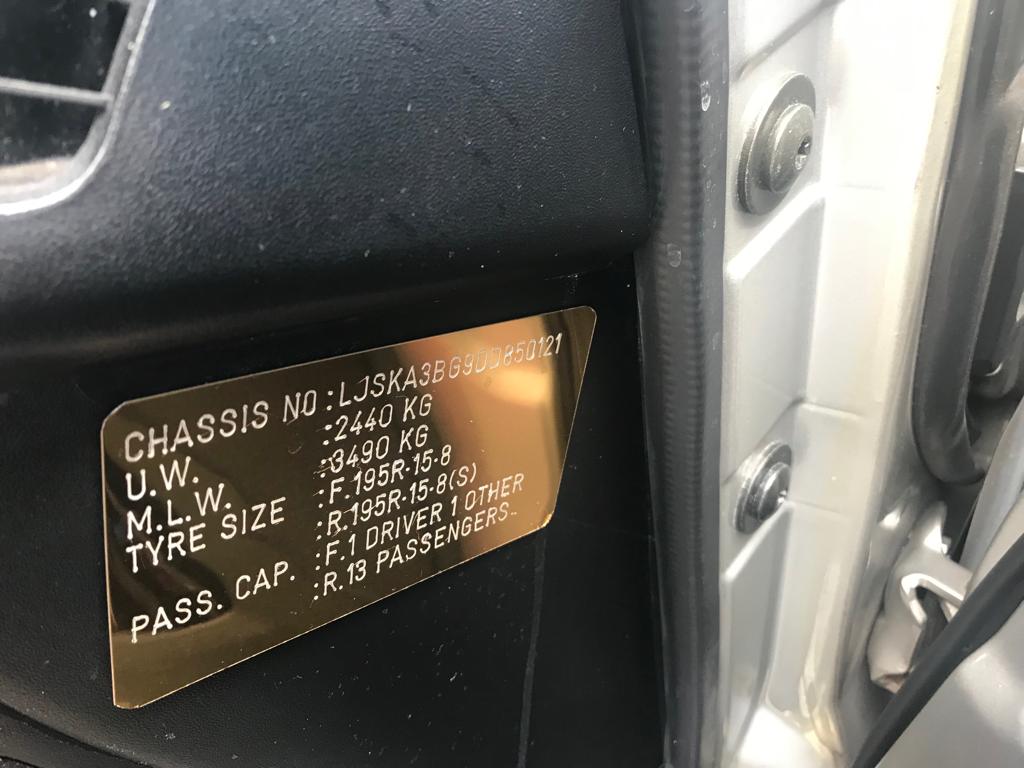 CHASSIS NO :LJSKA3BG9DD850121
U.W. :2440 KG
M.L.W. :3490 KG
TYRE SIZE :F.195R-15-8
:R.195R-15-8(S)
PASS. CAP. :F.1 DRIVER 1 OTHER
:R.13 PASSENGERS.